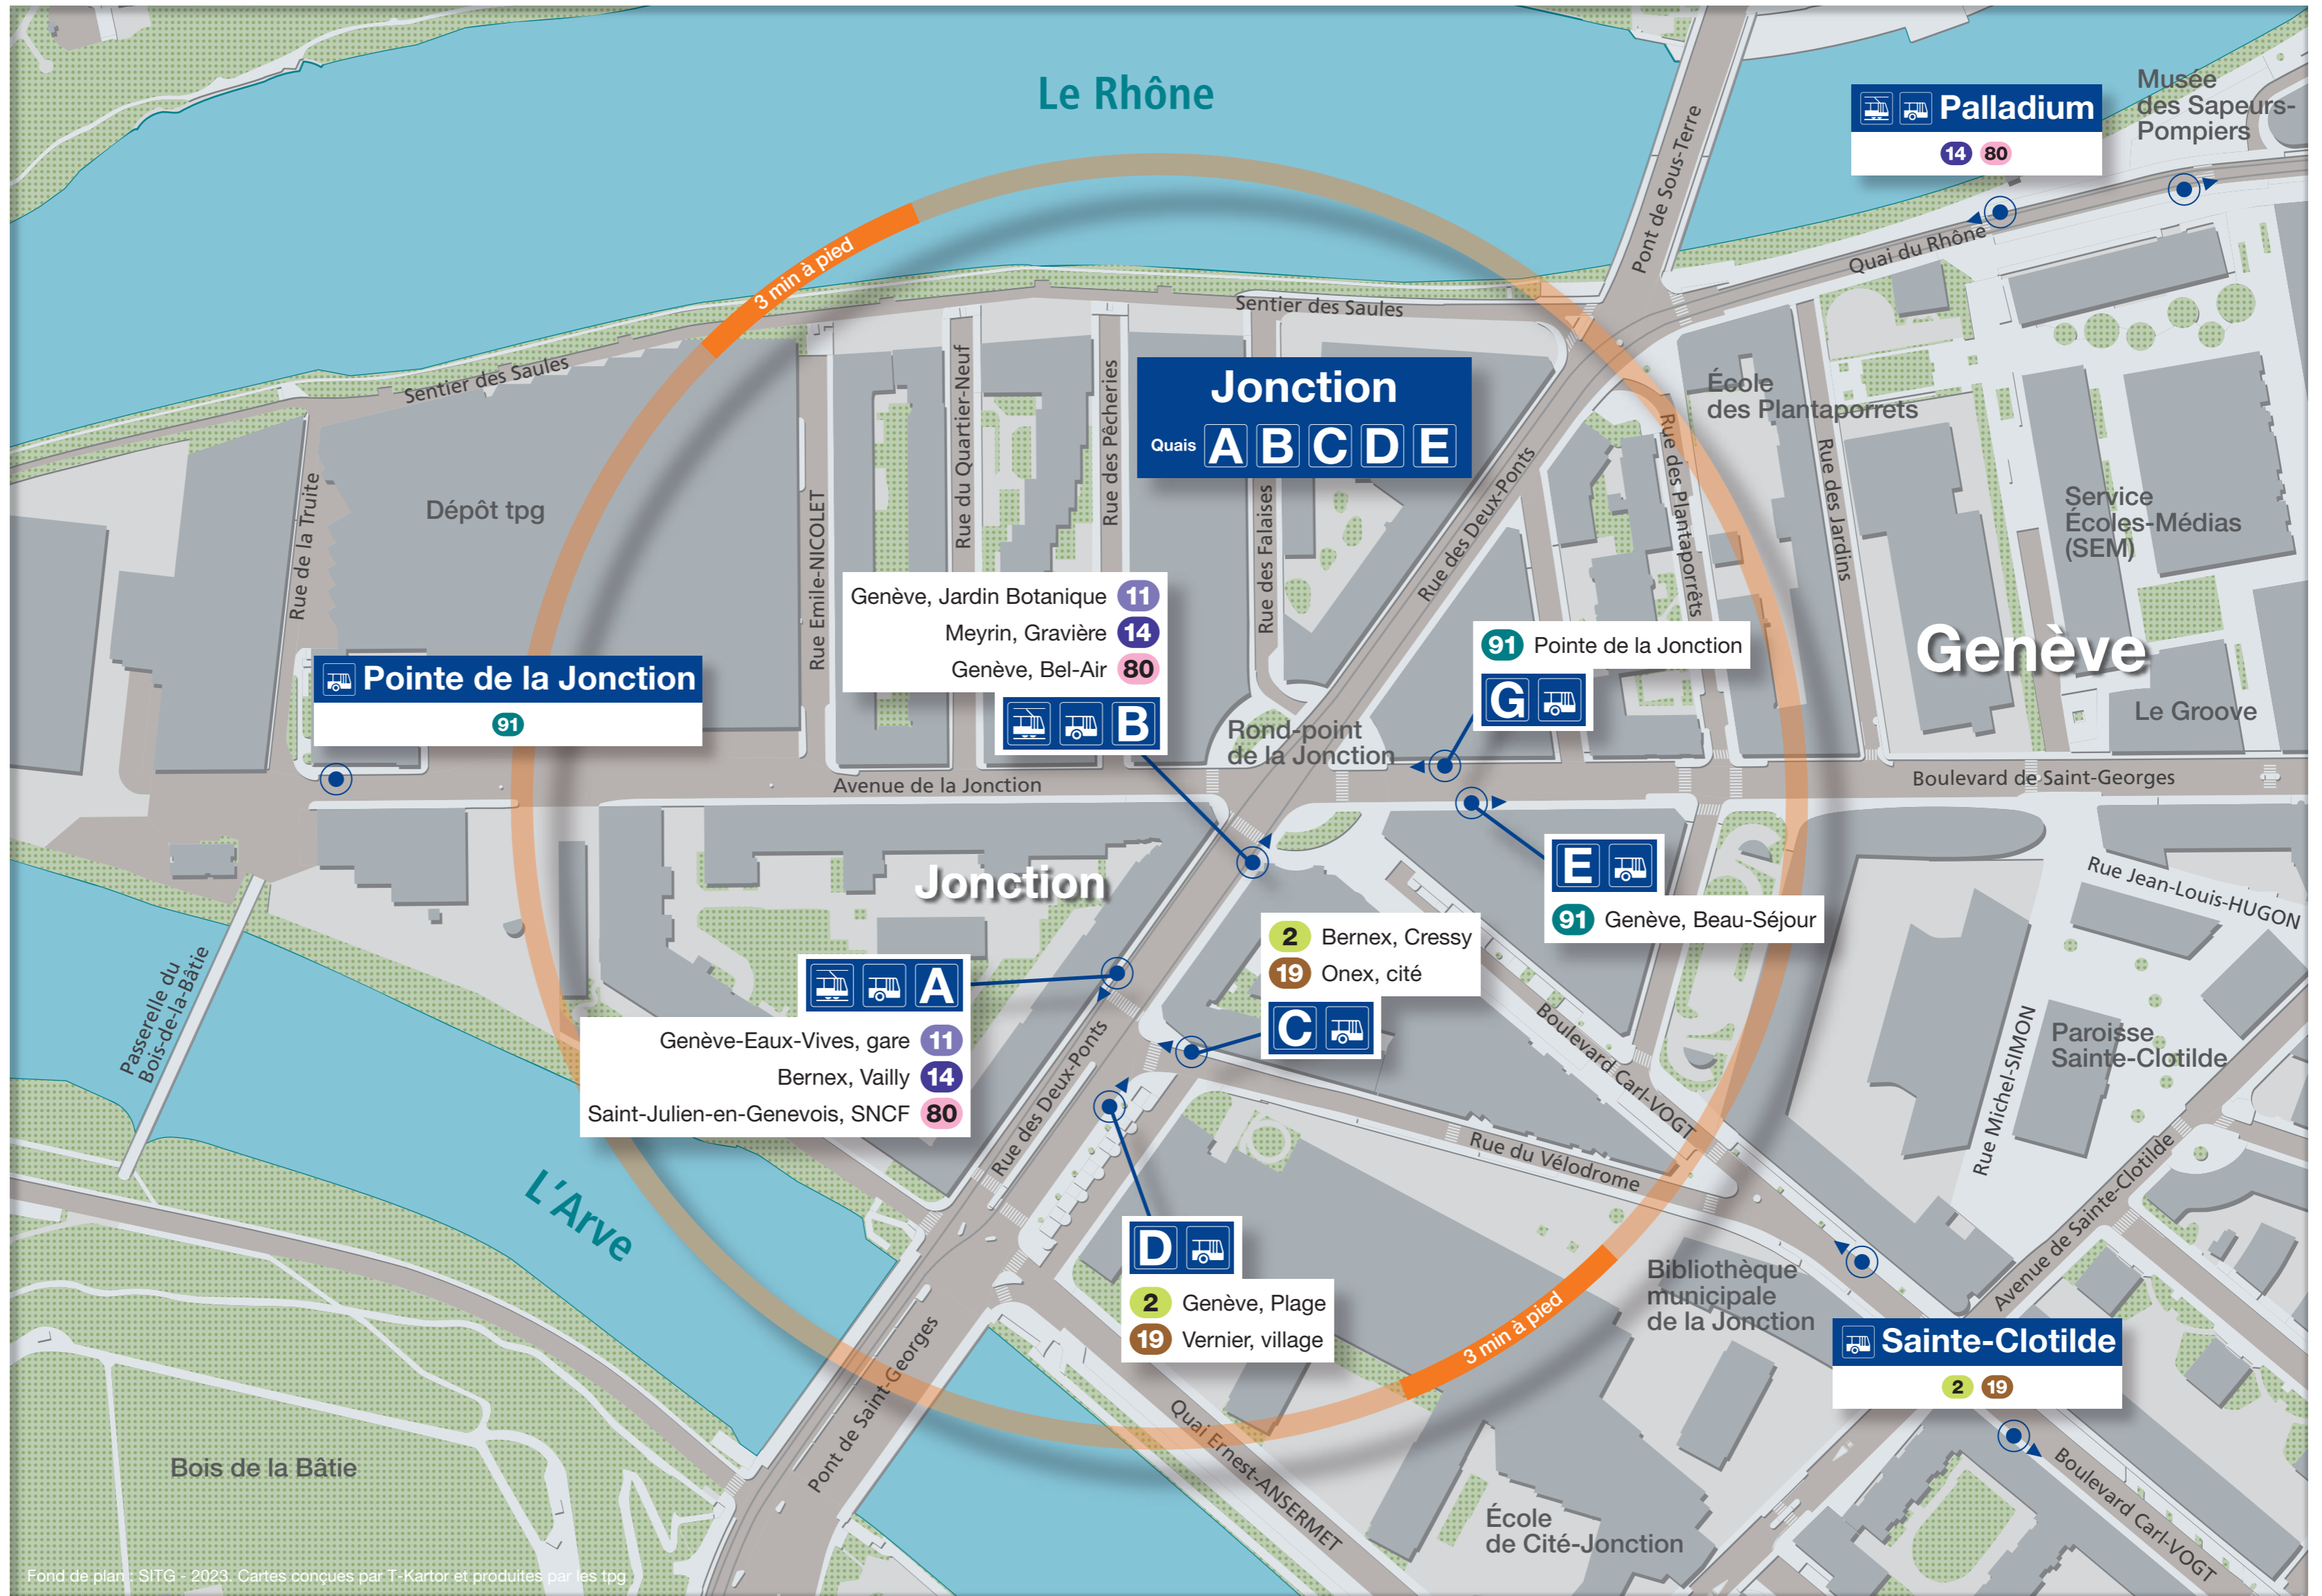 Le Rhône
Musée
des Sapeurs-
Pompiers
Palladium
14 80
Pont de Sous-Terre
Quai du Rhône
3 min à pied
Sentier des Saules
Sentier des Saules
Jonction
Quais A B C D E
École
des Plantaporrets
Rue des Plantaporrêts
Rue des Jardins
Service
Écoles-Médias
(SEM)
Dépôt tpg
Rue de la Truite
Rue Emile-NICOLET
Rue du Quartier-Neuf
Rue des Pêcheries
Rue des Falaises
Rue des Deux-Ponts
Genève, Jardin Botanique 11
Meyrin, Gravière 14
Genève, Bel-Air 80
B
91 Pointe de la Jonction
G
Genève
Le Groove
Pointe de la Jonction
91
Rond-point
de la Jonction
Avenue de la Jonction
Boulevard de Saint-Georges
E
91 Genève, Beau-Séjour
Rue Jean-Louis-HUGON
Jonction
2 Bernex, Cressy
19 Onex, cité
C
A
Genève-Eaux-Vives, gare 11
Bernex, Vailly 14
Saint-Julien-en-Genevois, SNCF 80
Passerelle du
Bois-de-la-Bâtie
Rue des Deux-Ponts
Boulevard Carl-VOGT
Rue du Vélodrome
Rue Michel-SIMON
Paroisse
Sainte-Clotilde
Avenue de Sainte-Clotilde
L'Arve
D
2 Genève, Plage
19 Vernier, village
Bibliothèque
municipale
de la Jonction
3 min à pied
Sainte-Clotilde
2 19
Pont de Saint-Georges
Quai Ernest-ANSERMET
Bois de la Bâtie
École
de Cité-Jonction
Boulevard Carl-VOGT
Fond de plan : SITG - 2023. Cartes conçues par T-Kartor et produites par les tpg